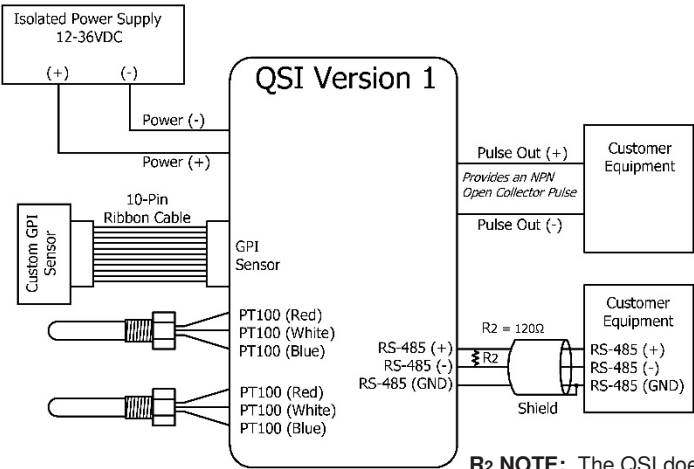 Isolated Power Supply
12-36VDC
(+) (-)
QSI Version 1
Power (-)
Power (+)
10-Pin
Ribbon Cable
Custom GPI
Sensor
GPI
Sensor
PT100 (Red)
PT100 (White)
PT100 (Blue)
PT100 (Red)
PT100 (White)
PT100 (Blue)
Pulse Out (+)
Provides an NPN
Open Collector Pulse
Pulse Out (-)
Customer
Equipment
R2 = 120Ω
RS-485 (+)
R2
RS-485 (-)
RS-485 (GND)
Shield
Customer
Equipment
RS-485 (+)
RS-485 (-)
RS-485 (GND)
R2 NOTE: The QSI doe